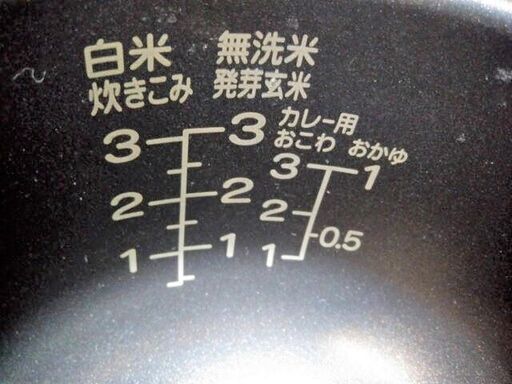 白米 無洗米
炊きこみ 発芽玄米
カレー用
おこわ おかゆ
3 3 3 1
2 2 2
0.5
1 1 1